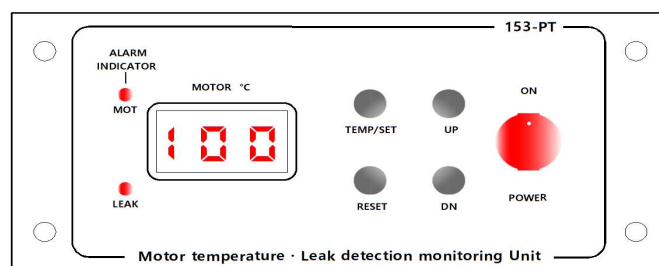 153-PT
ALARM
INDICATOR
MOTOR °C
ON
MOT
100
TEMP/SET
UP
LEAK
RESET
DN
POWER
Motor temperature · Leak detection monitoring Unit